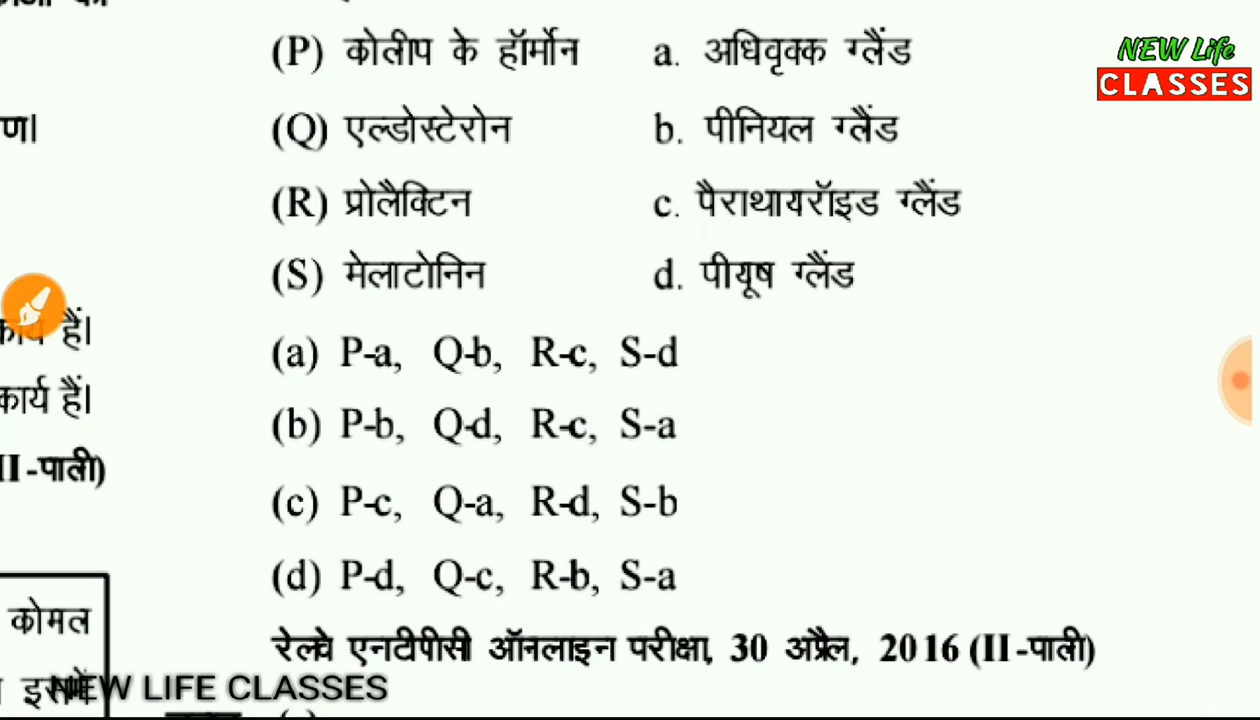 (P) कोलीप के हॉर्मोन a. अधिवृक्क ग्लैंड
NEW Life
CLASSES
णा।
(Q) एल्डोस्टेरोन b. पीनियल ग्लैंड
(R) प्रोलैक्टिन c. पैराथायरॉइड ग्लैंड
(S) मेलाटोनिन d. पीयूष ग्लैंड
कार्य हैं।
(a) P-a, Q-b, R-c, S-d
कार्य हैं।
(b) P-b, Q-d, R-c, S-a
II-पाली)
(c) P-c, Q-a, R-d, S-b
(d) P-d, Q-c, R-b, S-a
कोमल
रेलवे एनटीपीसी ऑनलाइन परीक्षा, 30 अप्रैल, 2016 (II-पाली)
इसमें
NEW LIFE CLASSES